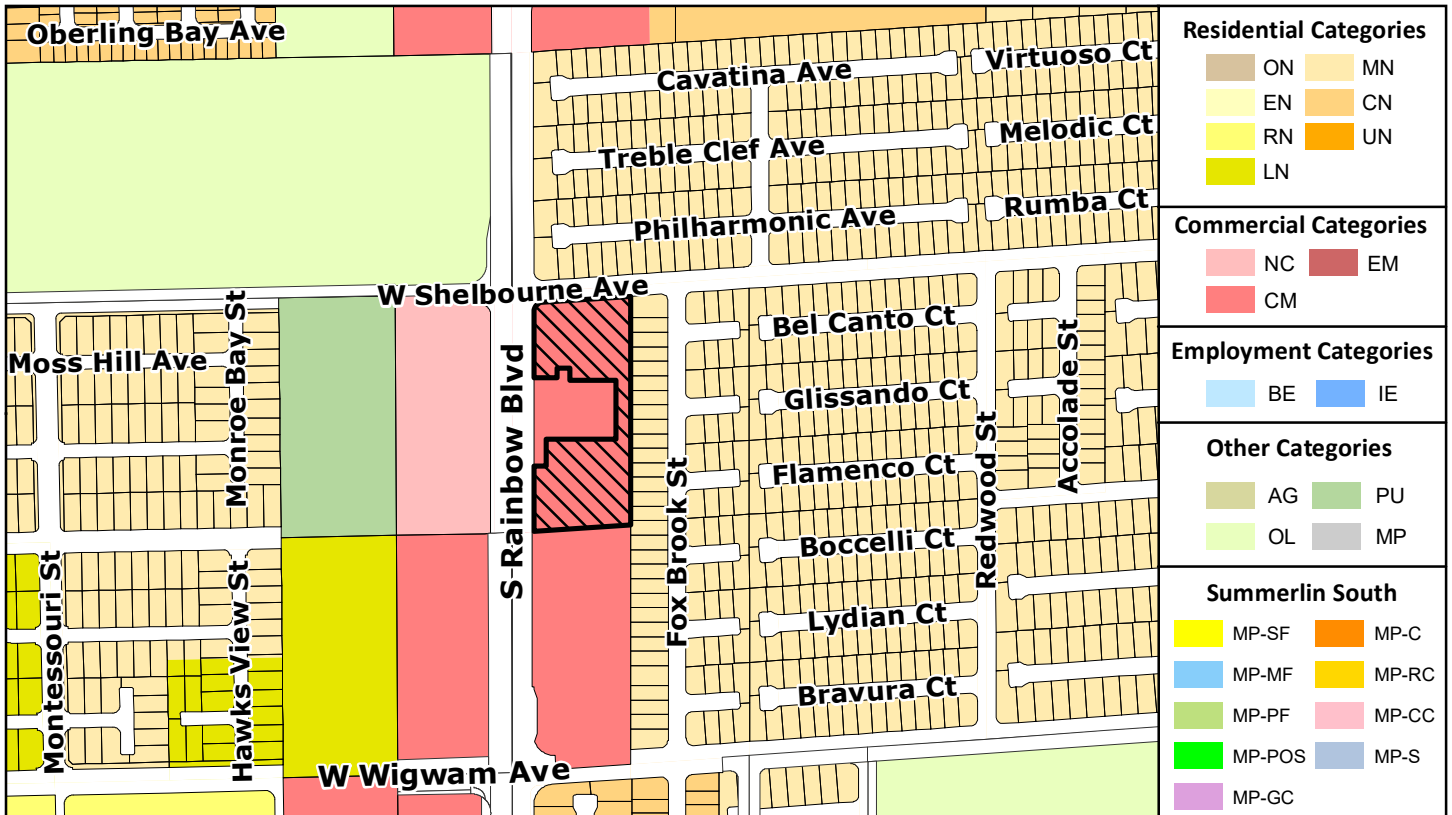 Oberling Bay Ave
Cavatina Ave
Virtuoso Ct
Treble Clef Ave
Melodic Ct
Philharmonic Ave
Rumba Ct
W Shelbourne Ave
Moss Hill Ave
Monroe Bay St
S Rainbow Blvd
Bel Canto Ct
Accolade St
Glissando Ct
Redwood St
Fox Brook St
Flamenco Ct
Boccelli Ct
Montessouri St
Hawks View St
Lydian Ct
Bravura Ct
W Wigwam Ave
Residential Categories
ON MN
EN CN
RN UN
LN
Commercial Categories
NC EM
CM
Employment Categories
BE IE
Other Categories
AG PU
OL MP
Summerlin South
MP-SF MP-C
MP-MF MP-RC
MP-PF MP-CC
MP-POS MP-S
MP-GC